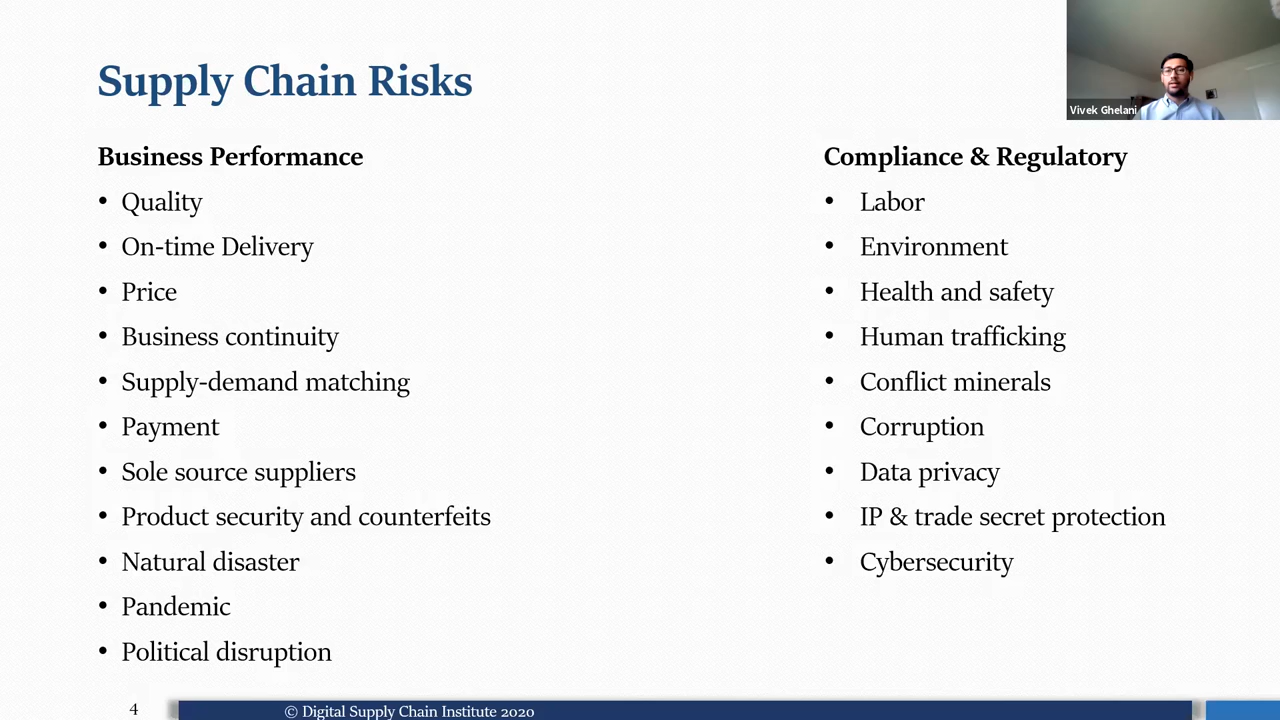 Supply Chain Risks
Vivek Ghelani
Business Performance
• Quality
• On-time Delivery
• Price
• Business continuity
• Supply-demand matching
• Payment
• Sole source suppliers
• Product security and counterfeits
• Natural disaster
• Pandemic
• Political disruption
Compliance & Regulatory
• Labor
• Environment
• Health and safety
• Human trafficking
• Conflict minerals
• Corruption
• Data privacy
• IP & trade secret protection
• Cybersecurity
4
© Digital Supply Chain Institute 2020